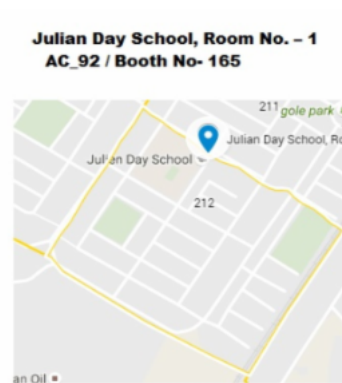 Julian Day School, Room No. – 1
AC_92 / Booth No- 165
211
gole park
Julian Day School, Ro
Julien Day School
212
an Oil